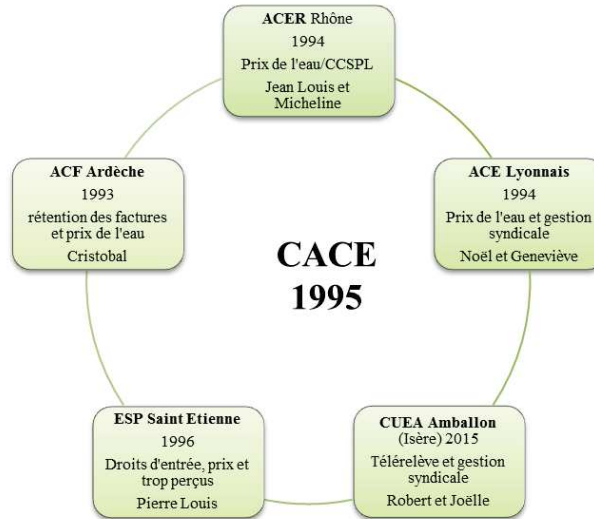 ACER Rhône
1994
Prix de l'eau/CCSPL
Jean Louis et
Micheline
ACF Ardèche
1993
rétention des factures
et prix de l'eau
Cristobal
ACE Lyonnais
1994
Prix de l'eau et gestion
syndicale
Noël et Geneviève
CACE
1995
ESP Saint Etienne
1996
Droits d'entrée, prix et
trop perçus
Pierre Louis
CUEA Amballon
(Isère) 2015
Télérelève et gestion
syndicale
Robert et Joëlle